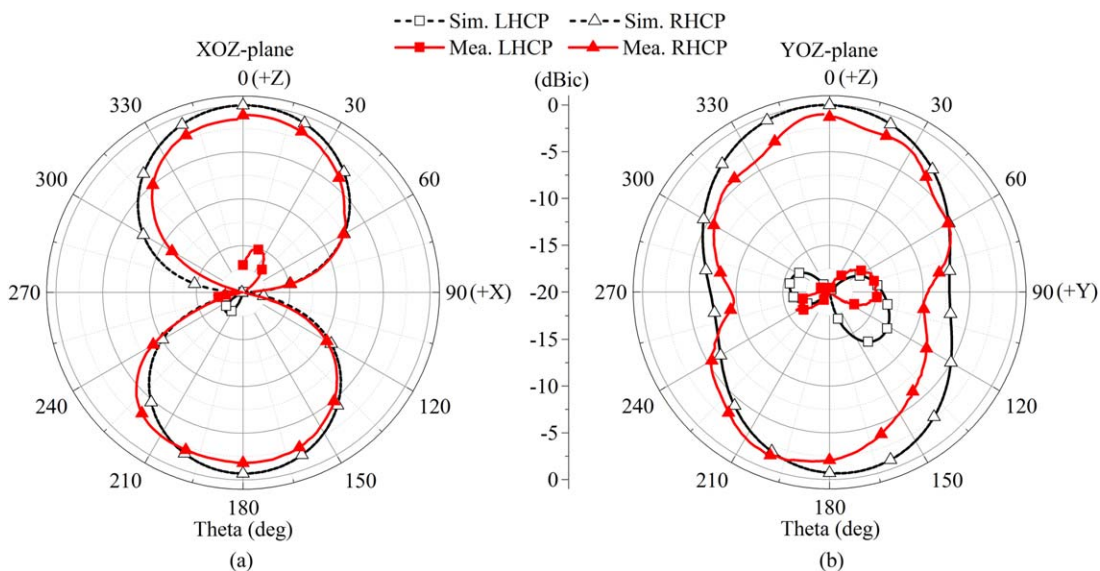 Sim. LHCP Sim. RHCP
Mea. LHCP Mea. RHCP
XOZ-plane
0 (+Z)
330
30
300
60
270
90 (+X)
240
120
210
150
180
Theta (deg)
(a)
(dBic)
0
-5
-10
-15
-20
-15
-10
-5
0
YOZ-plane
0 (+Z)
330
30
300
60
270
90 (+Y)
240
120
210
150
180
Theta (deg)
(b)